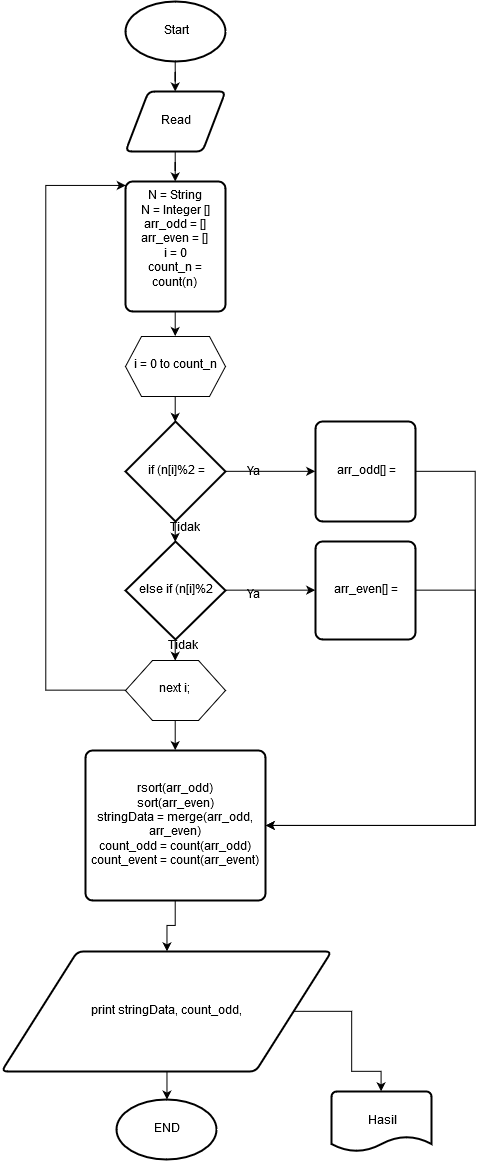 Start
Read
N = String
N = Integer []
arr_odd = []
arr_even = []
i = 0
count_n =
count(n)
i = 0 to count_n
if (n[i]%2 =
Ya
arr_odd[] =
Tidak
else if (n[i]%2
Ya
arr_even[] =
Tidak
next i;
rsort(arr_odd)
sort(arr_even)
stringData = merge(arr_odd,
arr_even)
count_odd = count(arr_odd)
count_event = count(arr_event)
print stringData, count_odd,
Hasil
END